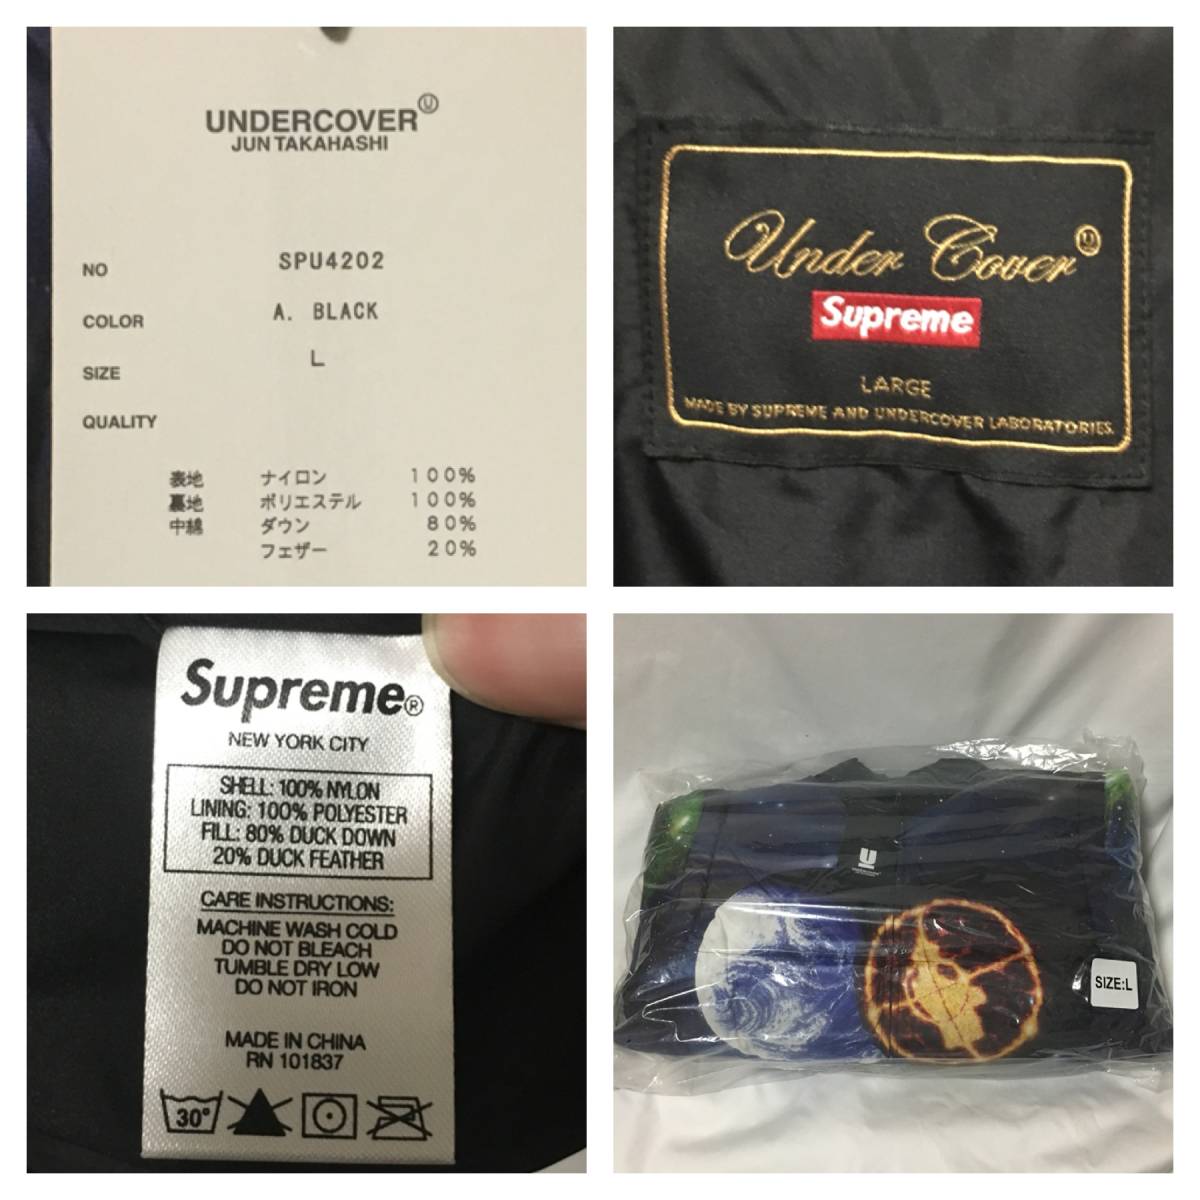 UNDERCOVER Ⓤ
JUN TAKAHASHI
NO SPU4202
COLOR A. BLACK
SIZE L
QUALITY
表地 ナイロン 100%
裏地 ポリエステル 100%
中綿 ダウン 80%
フェザー 20%
Under Cover Ⓤ
Supreme
LARGE
MADE BY SUPREME AND UNDERCOVER LABORATORIES.
Supreme®
NEW YORK CITY
SHELL: 100% NYLON
LINING: 100% POLYESTER
FILL: 80% DUCK DOWN
20% DUCK FEATHER
CARE INSTRUCTIONS:
MACHINE WASH COLD
DO NOT BLEACH
TUMBLE DRY LOW
DO NOT IRON
MADE IN CHINA
RN 101837
30°
U
UNDERCOVER
SIZE:L